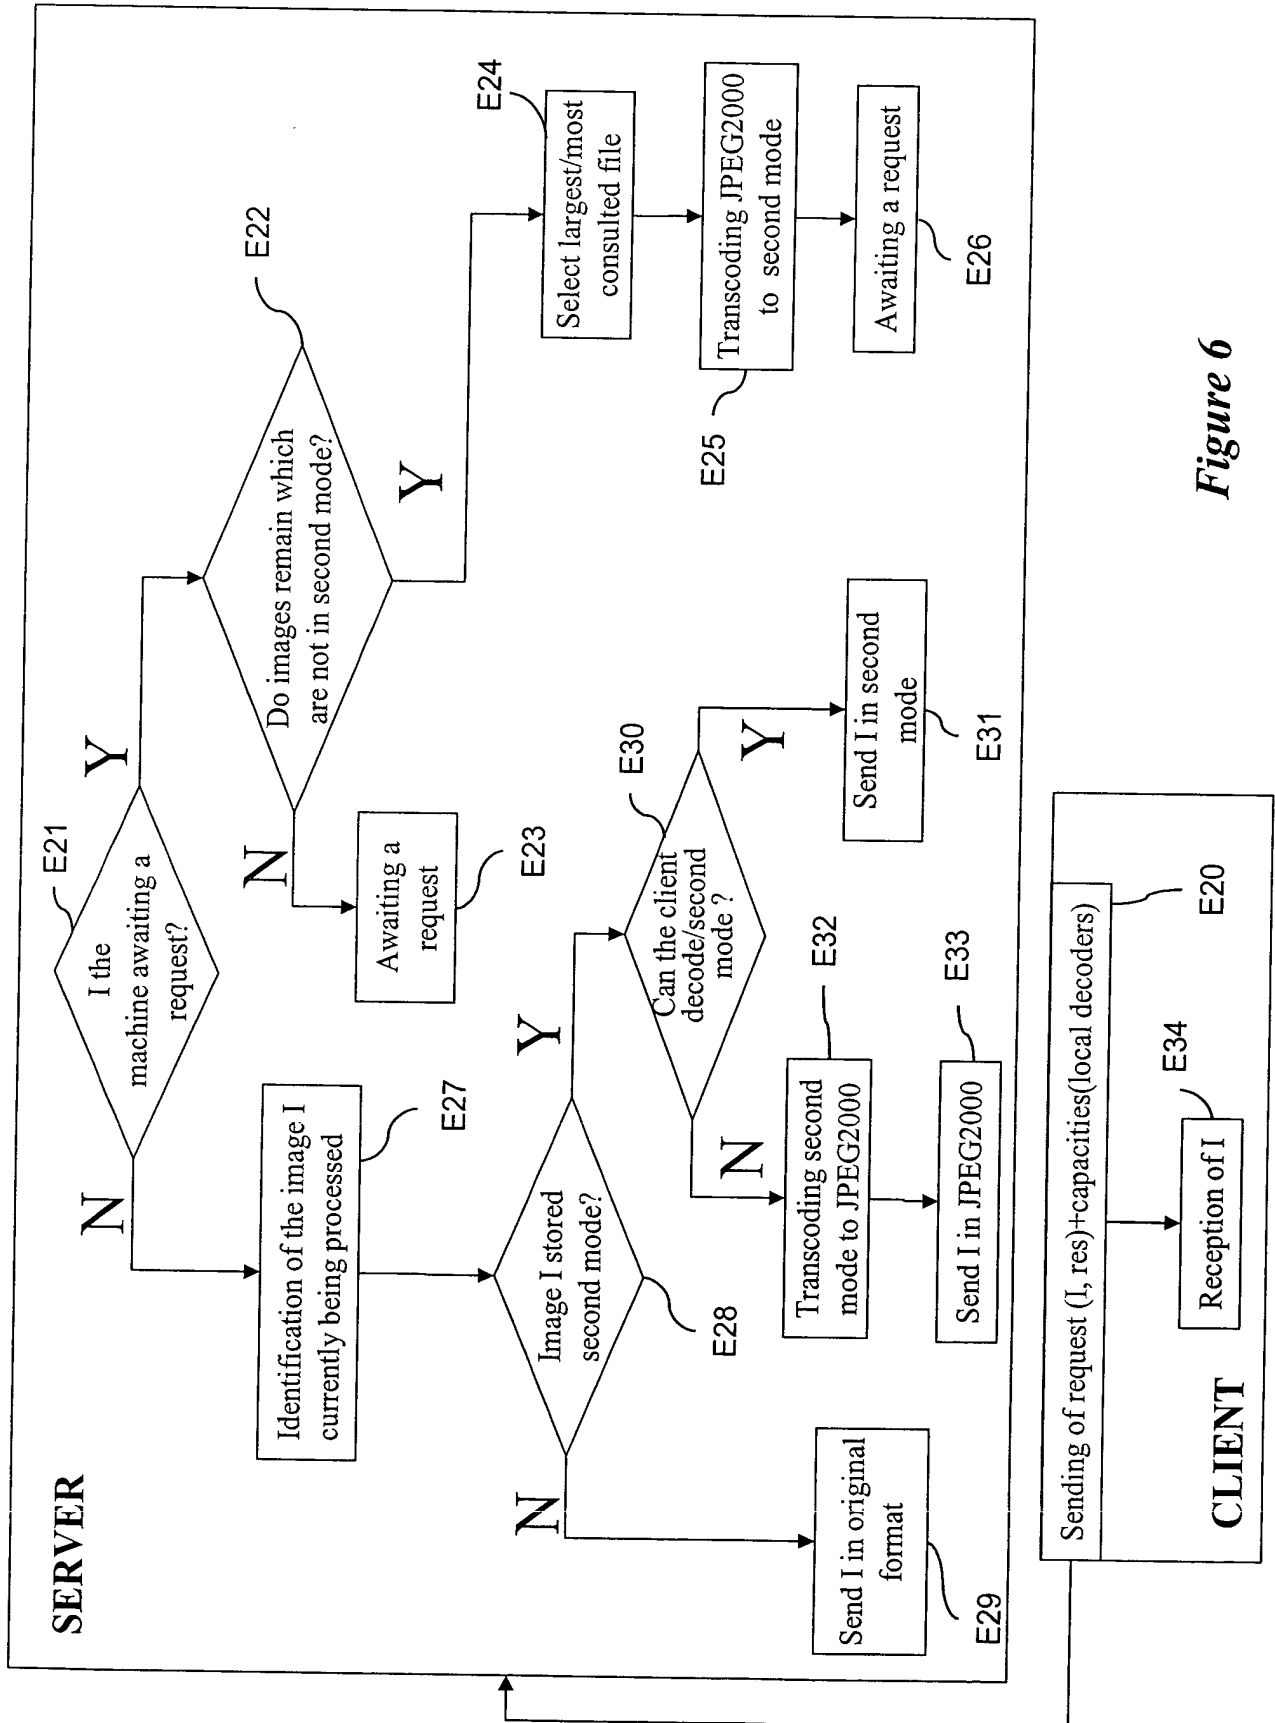 SERVER
E21
I the
machine awaiting a
request?
N
Y
E22
Do images remain which
are not in second mode?
N
Y
Awaiting a
request
E23
E24
Select largest/most
consulted file
Transcoding JPEG2000
to second mode
E25
Awaiting a request
E26
Identification of the image I
currently being processed
E27
Image I stored
second mode?
E28
N
Y
Send I in original
format
E29
E30
Can the client
decode/second
mode ?
N
Y
Send I in second
mode
E31
Transcoding second
mode to JPEG2000
E32
Send I in JPEG2000
E33
Sending of request (I, res)+capacities(local decoders)
E20
Reception of I
E34
CLIENT
Figure 6